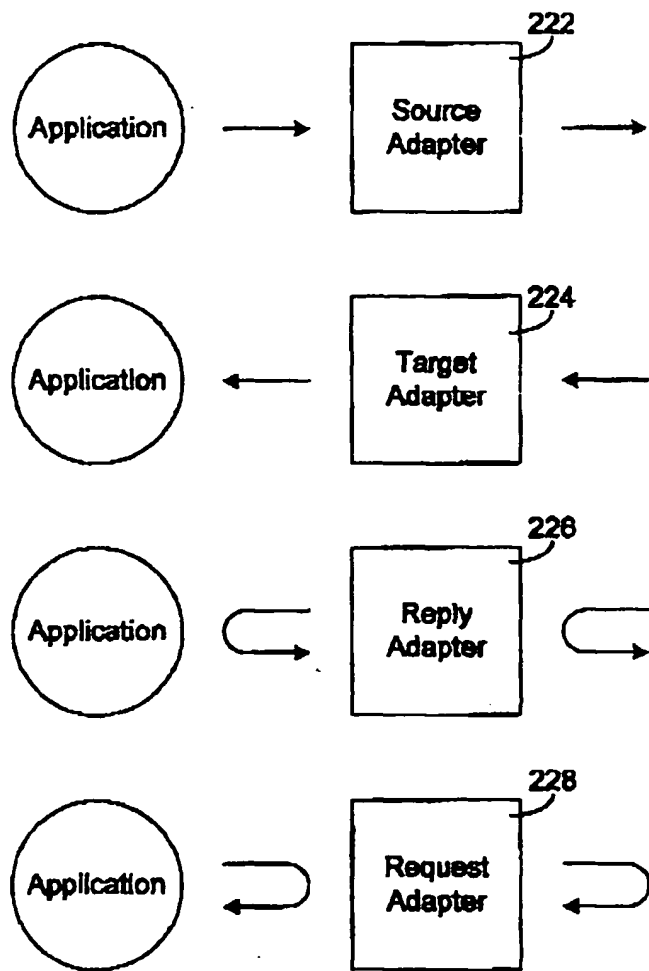 222
Application
Source
Adapter
224
Application
Target
Adapter
226
Application
Reply
Adapter
228
Application
Request
Adapter